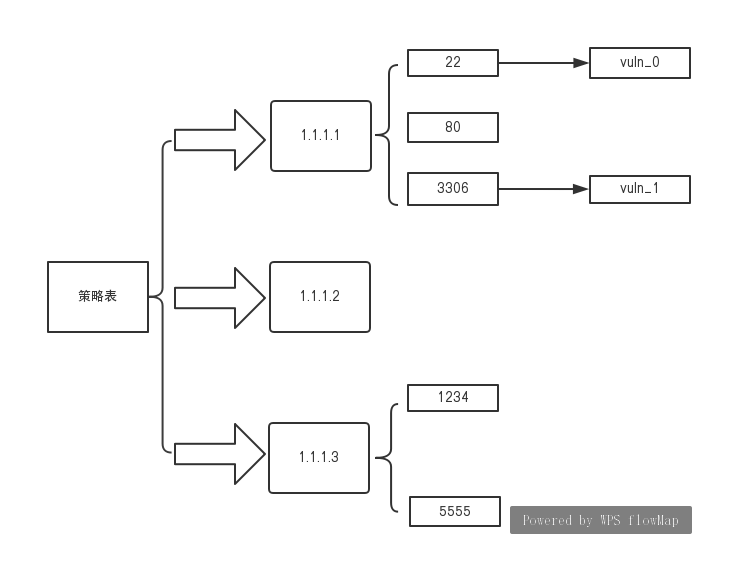 22
vuln_0
1.1.1.1
80
3306
vuln_1
策略表
1.1.1.2
1234
1.1.1.3
5555
Powered by WPS flowMap